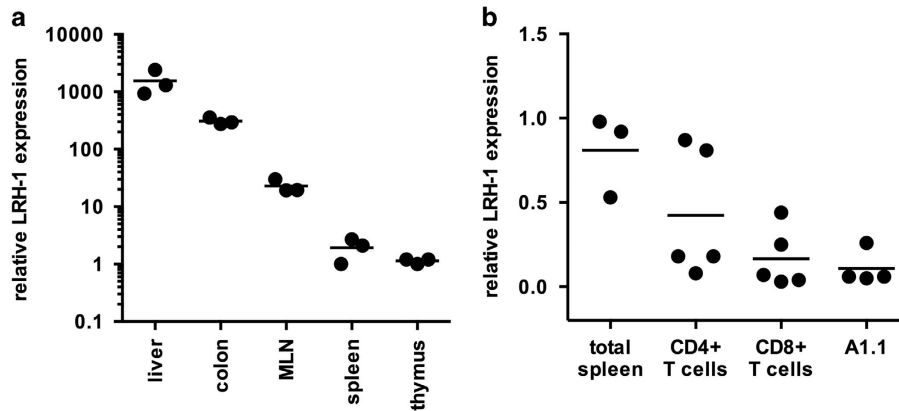 a
relative LRH-1 expression
10000
1000
100
10
1
0.1
liver
colon
MLN
spleen
thymus
b
relative LRH-1 expression
1.5
1.0
0.5
0.0
total
spleen
CD4+
T cells
CD8+
T cells
A1.1